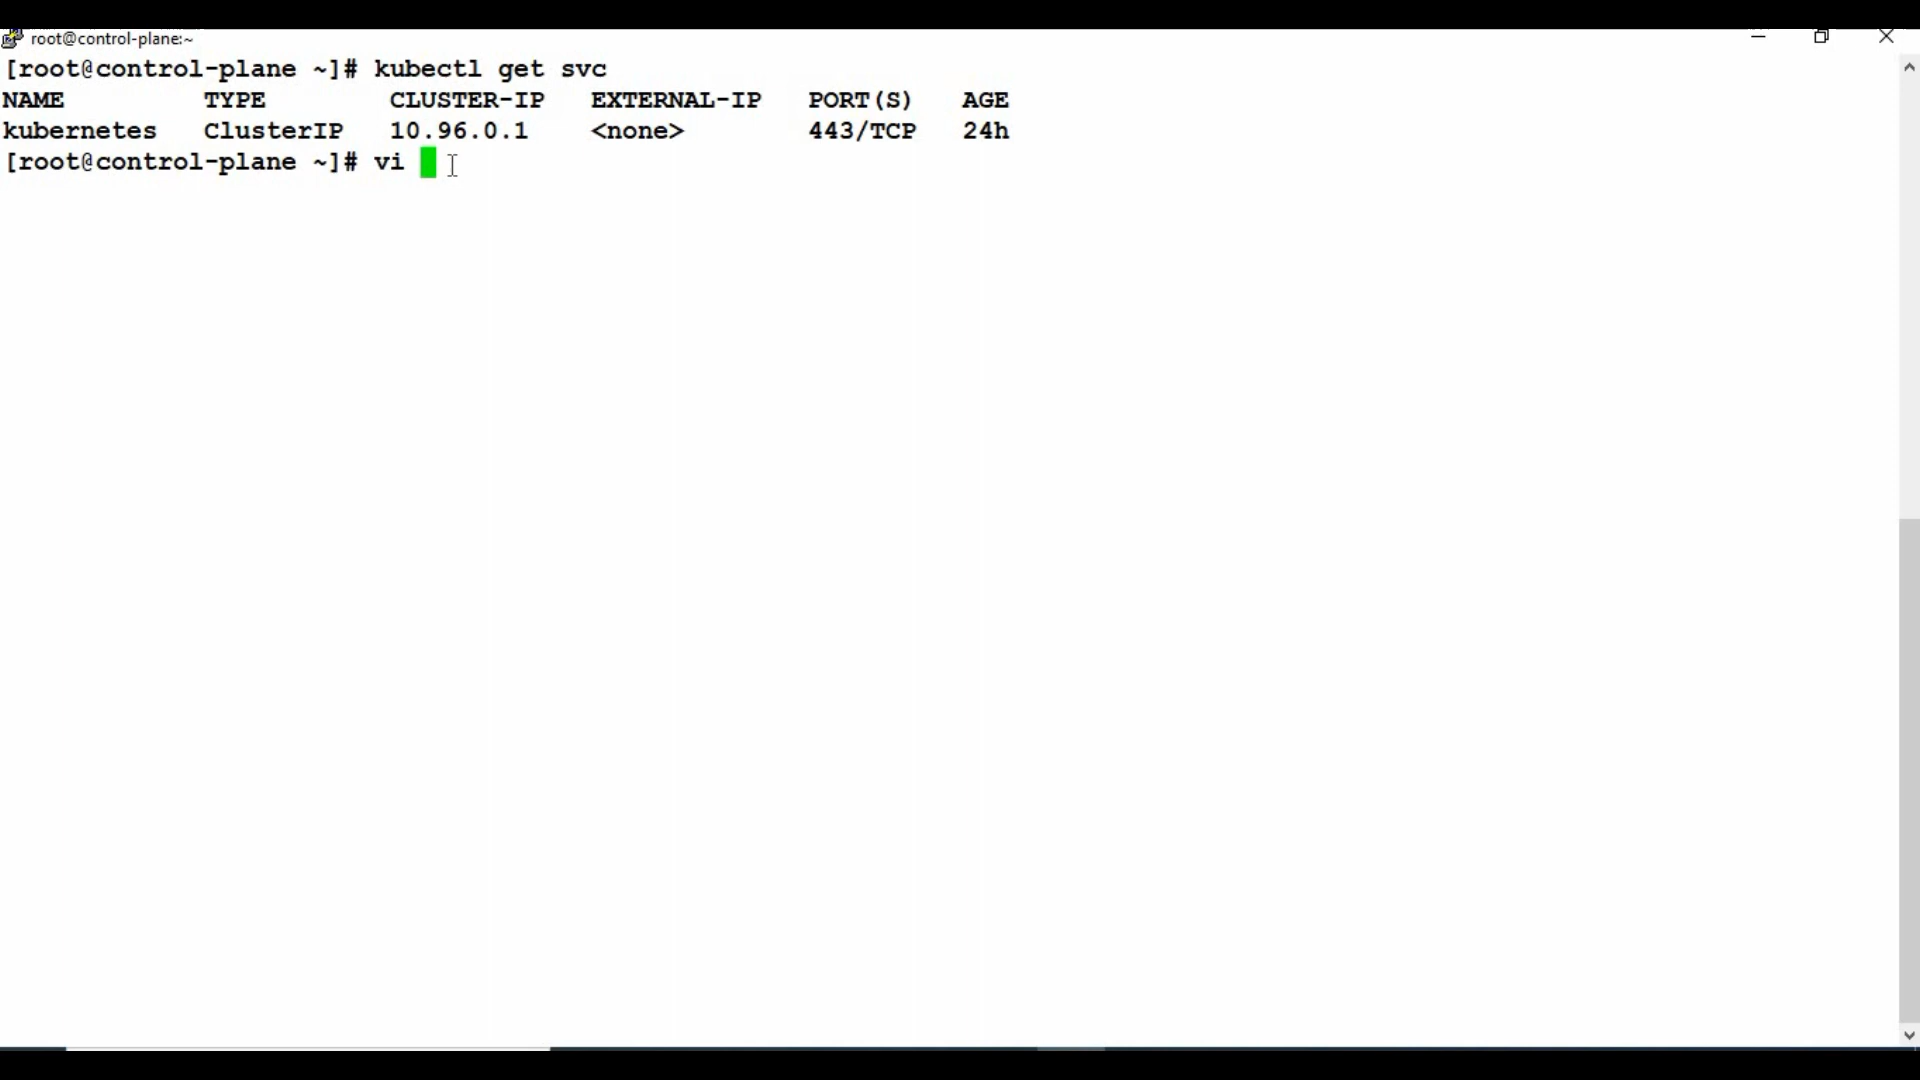 root@control-plane:~
[root@control-plane ~]# kubectl get svc
NAME TYPE CLUSTER-IP EXTERNAL-IP PORT(S) AGE
kubernetes ClusterIP 10.96.0.1 <none> 443/TCP 24h
[root@control-plane ~]# vi